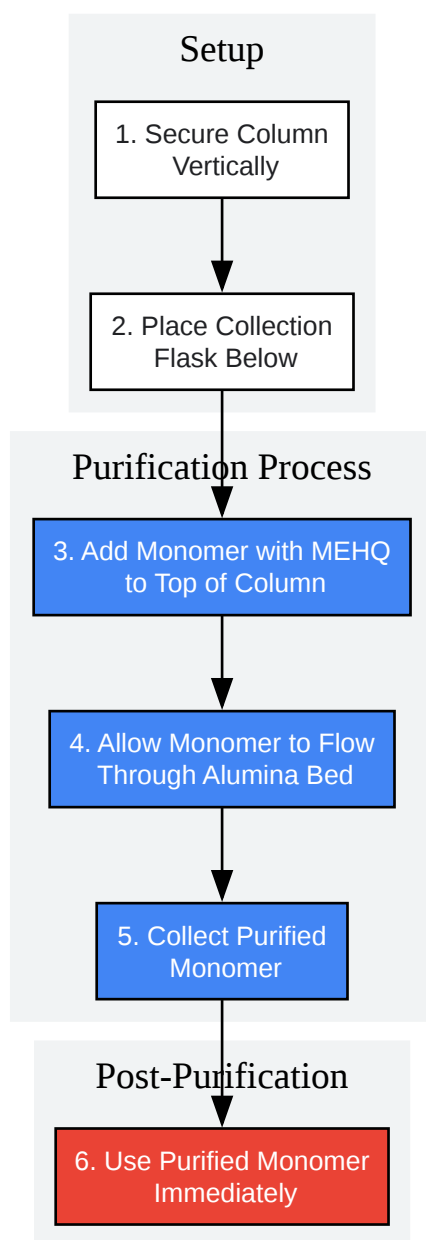 Setup
1. Secure Column
Vertically
2. Place Collection
Flask Below
Purification Process
3. Add Monomer with MEHQ
to Top of Column
4. Allow Monomer to Flow
Through Alumina Bed
5. Collect Purified
Monomer
Post-Purification
6. Use Purified Monomer
Immediately